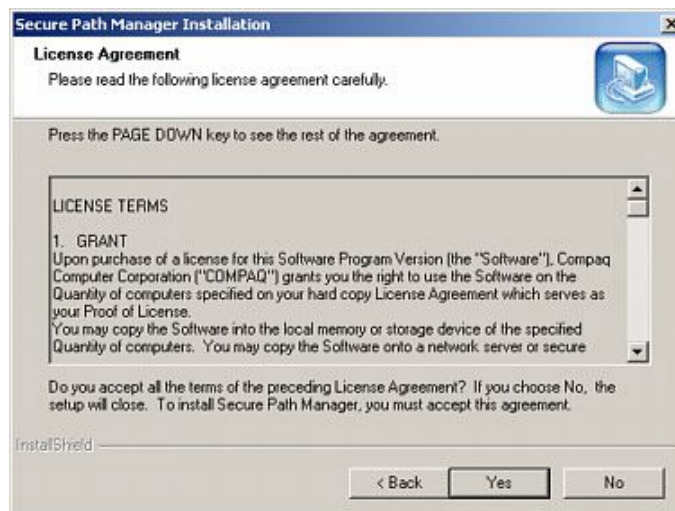 Secure Path Manager Installation
License Agreement
Please read the following license agreement carefully.
Press the PAGE DOWN key to see the rest of the agreement.
LICENSE TERMS
1. GRANT
Upon purchase of a license for this Software Program Version (the "Software"), Compaq
Computer Corporation ("COMPAQ") grants you the right to use the Software on the
Quantity of computers specified on your hard copy License Agreement which serves as
your Proof of License.
You may copy the Software into the local memory or storage device of the specified
Quantity of computers. You may copy the Software onto a network server or secure
Do you accept all the terms of the preceding License Agreement? If you choose No, the
setup will close. To install Secure Path Manager, you must accept this agreement.
InstallShield
< Back Yes No